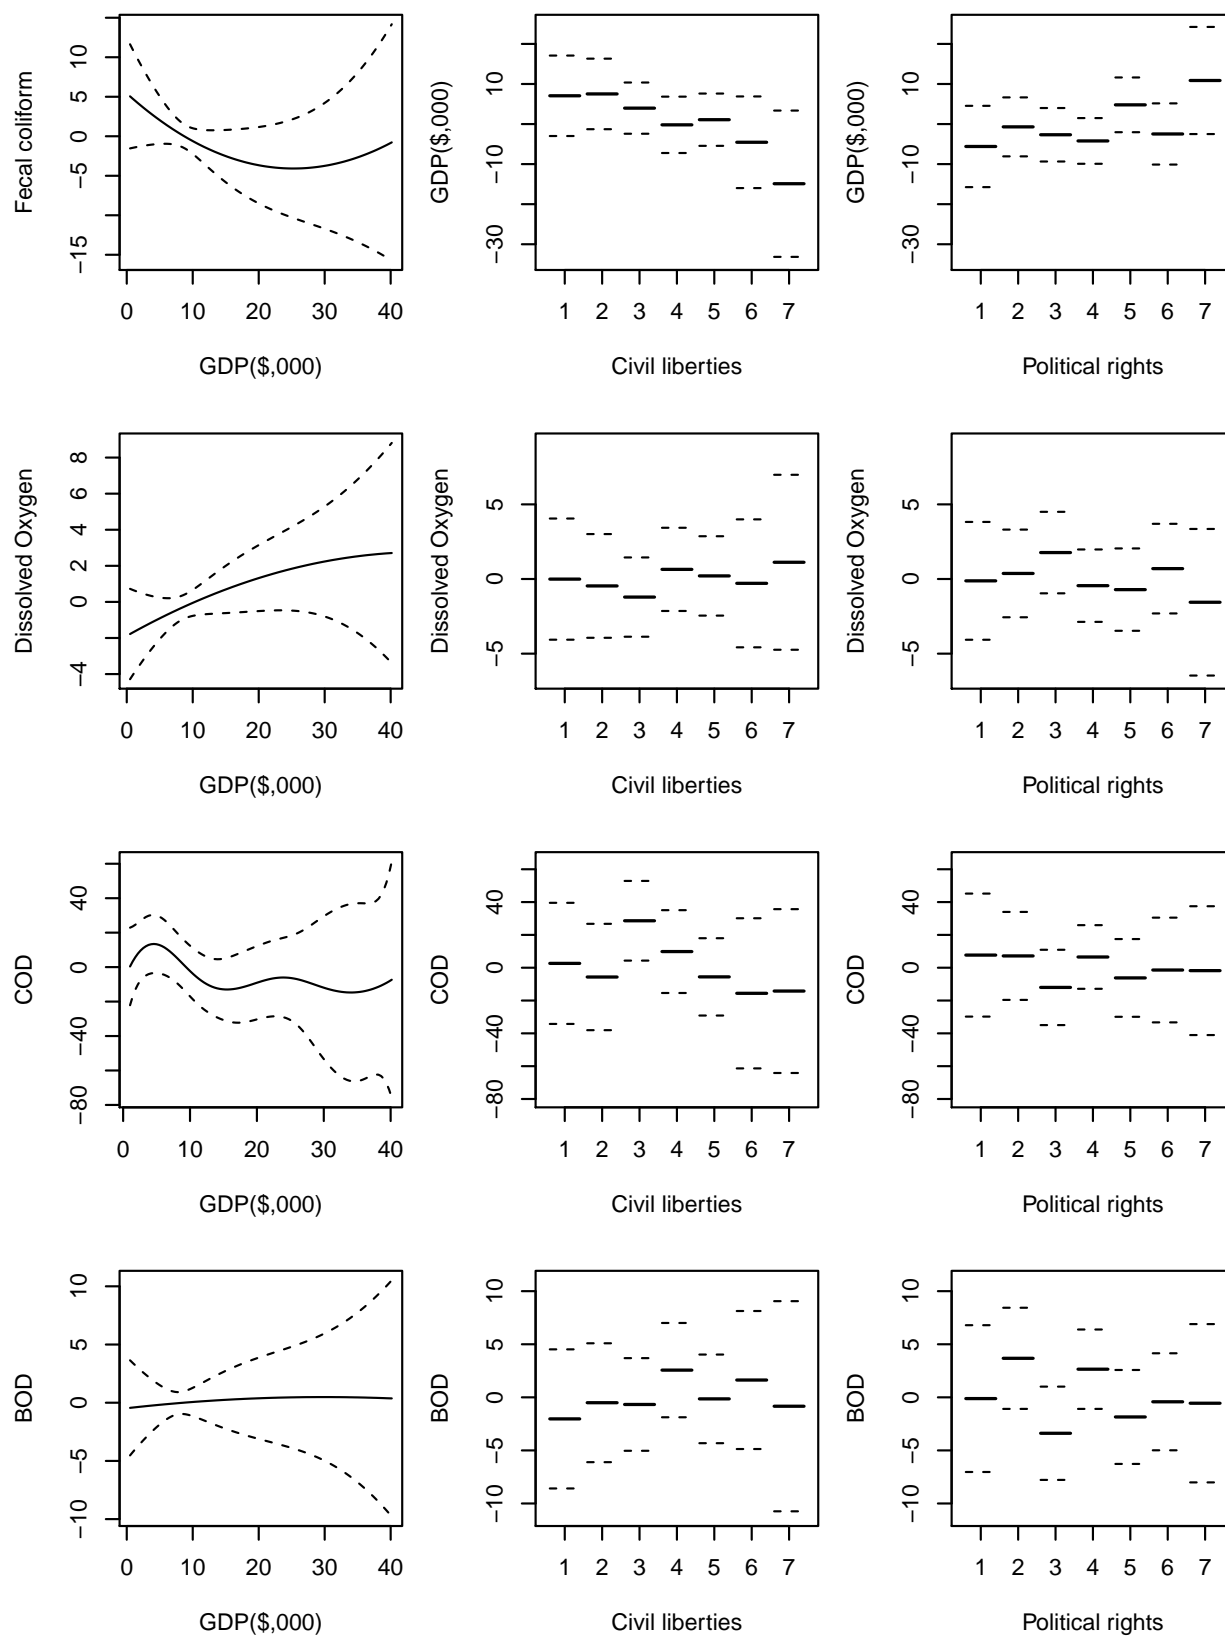 Fecal coliform
−15 −5 0 5 10
0 10 20 30 40
GDP($,000)
GDP($,000)
−30 −10 10
1 2 3 4 5 6 7
Civil liberties
GDP($,000)
−30 −10 10
1 2 3 4 5 6 7
Political rights
Dissolved Oxygen
−4 0 2 4 6 8
0 10 20 30 40
GDP($,000)
Dissolved Oxygen
−5 0 5
1 2 3 4 5 6 7
Civil liberties
Dissolved Oxygen
−5 0 5
1 2 3 4 5 6 7
Political rights
COD
−80 −40 0 40
0 10 20 30 40
GDP($,000)
COD
−80 −40 0 40
1 2 3 4 5 6 7
Civil liberties
COD
−80 −40 0 40
1 2 3 4 5 6 7
Political rights
BOD
−10 −5 0 5 10
0 10 20 30 40
GDP($,000)
BOD
−10 −5 0 5 10
1 2 3 4 5 6 7
Civil liberties
BOD
−10 −5 0 5 10
1 2 3 4 5 6 7
Political rights